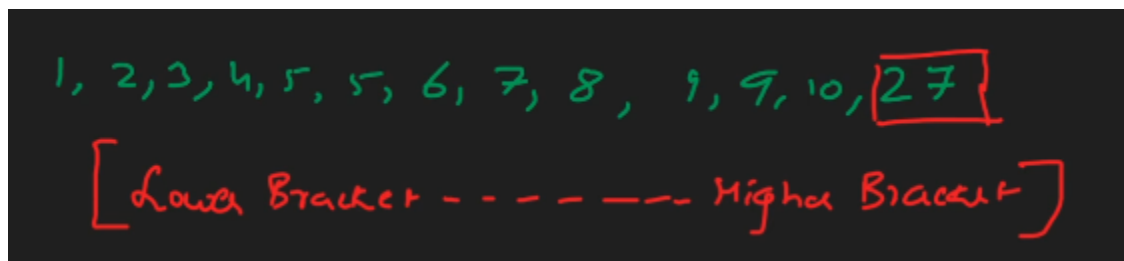 1, 2, 3, 4, 5, 5, 6, 7, 8, 9, 9, 10, 27
[Lower Bracket ------- Higher Bracket]